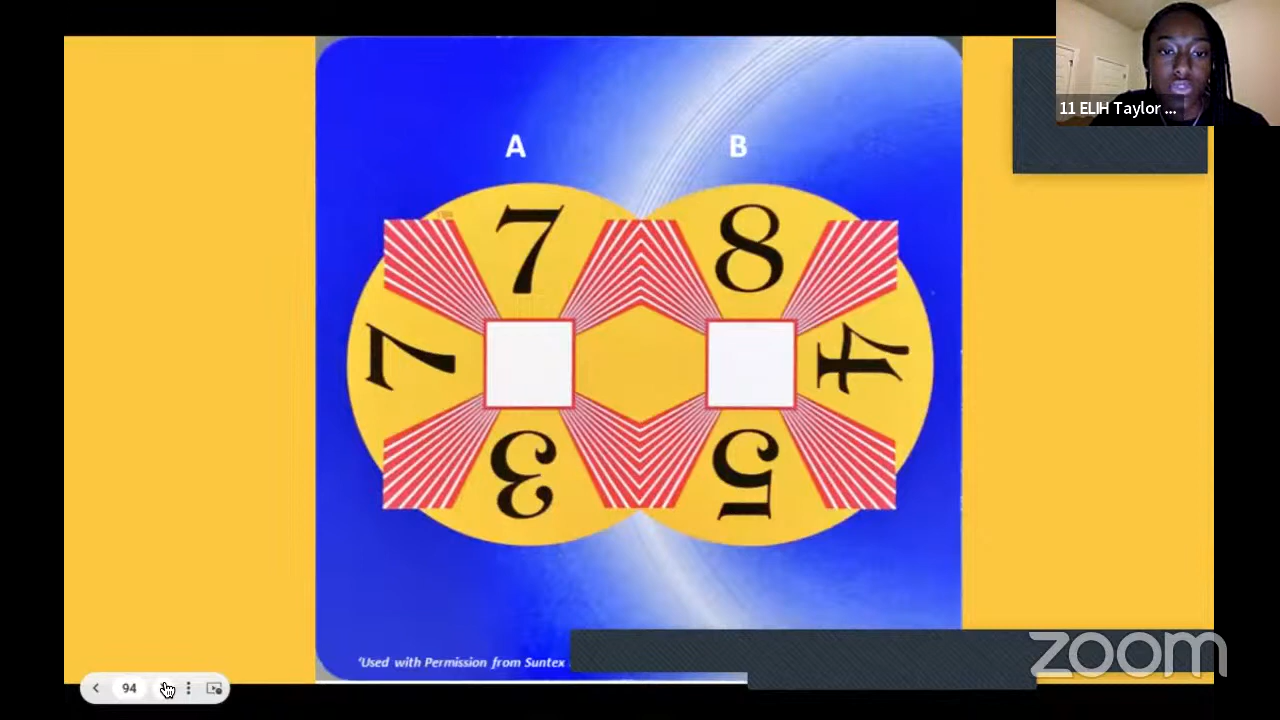 11 ELIH Taylor ...
A B
7 8
7 4
3 5
‘Used with Permission from Suntex
94
zoom